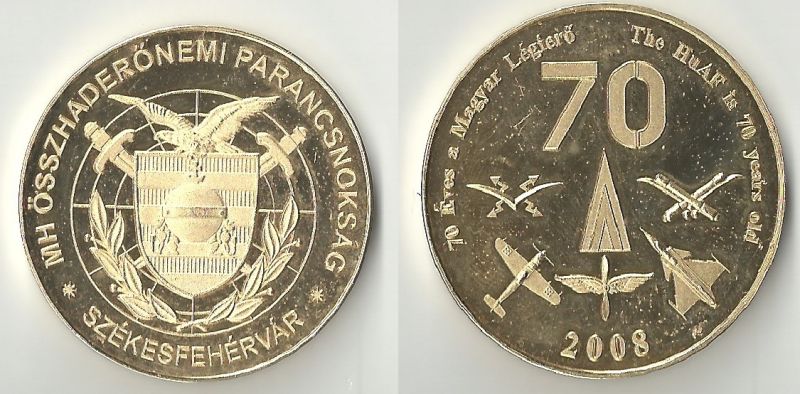 MH ÖSSZHADERŐNEMI PARANCSNOKSÁG
* SZÉKESFEHÉRVÁR *
70 Éves a Magyar Légierő
The HuAF is 70 years old
70
2008